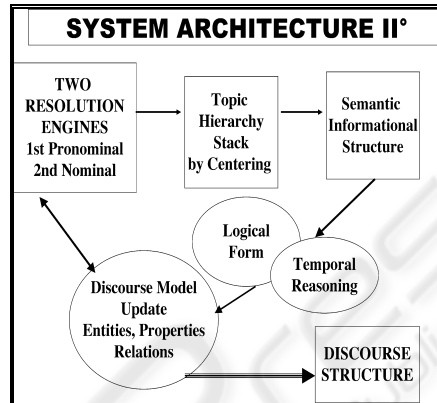 SYSTEM ARCHITECTURE II°
TWO
RESOLUTION
ENGINES
1st Pronominal
2nd Nominal
Topic
Hierarchy
Stack
by Centering
Semantic
Informational
Structure
Logical
Form
Temporal
Reasoning
Discourse Model
Update
Entities, Properties
Relations
DISCOURSE
STRUCTURE